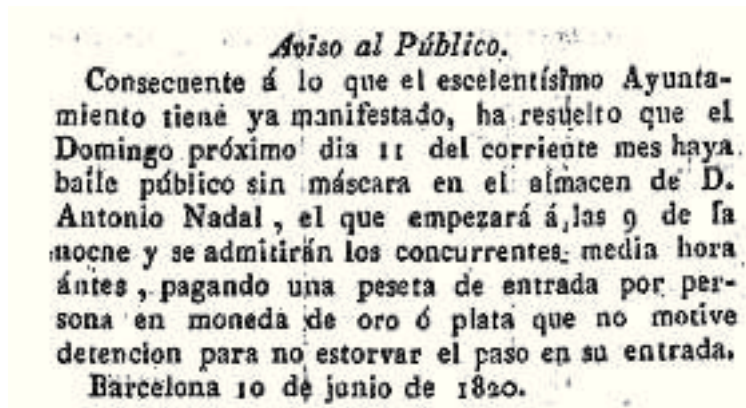 Aviso al Público.
Consecuente á lo que el escelentísimo Ayunta-
miento tiene ya manifestado, ha resuelto que el
Domingo próximo dia 11 del corriente mes haya
baile público sin máscara en el almacen de D.
Antonio Nadal, el que empezará á las 9 de la
noche y se admitirán los concurrentes media hora
ántes, pagando una peseta de entrada por per-
sona en moneda de oro ó plata que no motive
detencion para no estorvar el paso en su entrada.
Barcelona 10 de junio de 1820.